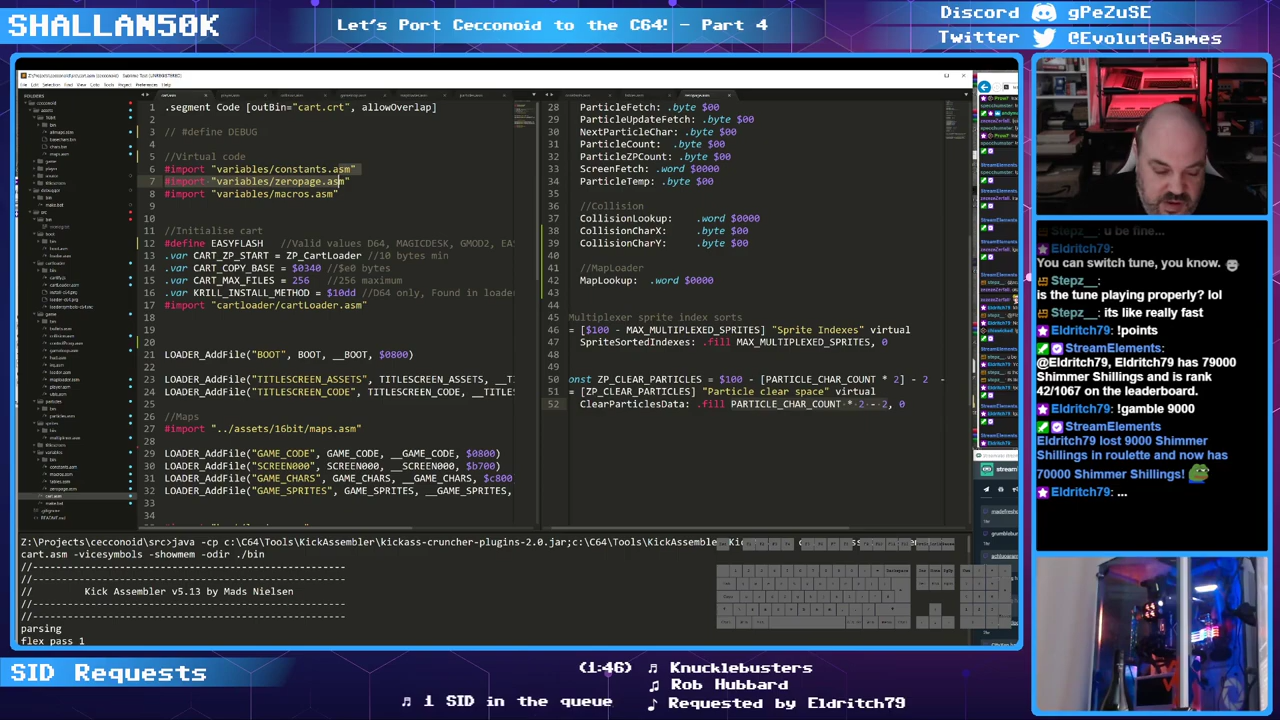 SHALLAN50K
Let's Port Cecconoid to the C64! - Part 4
Discord gPeZuSE
Twitter @EvoluteGames
1 .segment Code [outBin="cart.crt", allowOverlap]
2
3 // #define DEBUG
4
5 //Virtual code
6 #import "variables/constants.asm"
7 #import "variables/zeropage.asm"
8 #import "variables/macros.asm"
9
10
11 //Initialise cart
12 #define EASYFLASH //Valid values D64, MAGICDESK, GMOD2, EAS
13 .var CART_ZP_START = ZP_CartLoader //10 bytes min
14 .var CART_COPY_BASE = $0340 //$e0 bytes
15 .var CART_MAX_FILES = 256 //256 maximum
16 .var KRILL_INSTALL_METHOD = $10dd //D64 only, Found in loader
17 #import "cartLoader/cartloader.asm"
18
19
20
21 LOADER_AddFile("BOOT", BOOT, __BOOT, $0800)
22
23 LOADER_AddFile("TITLESCREEN_ASSETS", TITLESCREEN_ASSETS, __TI
24 LOADER_AddFile("TITLESCREEN_CODE", TITLESCREEN_CODE, __TITLES
25
26 //Maps
27 #import "../assets/16bit/maps.asm"
28
29 LOADER_AddFile("GAME_CODE", GAME_CODE, __GAME_CODE, $0800)
30 LOADER_AddFile("SCREEN000", SCREEN000, __SCREEN000, $b700)
31 LOADER_AddFile("GAME_CHARS", GAME_CHARS, __GAME_CHARS, $c800
32 LOADER_AddFile("GAME_SPRITES", GAME_SPRITES, __GAME_SPRITES,
33
28 ParticleFetch: .byte $00
29 ParticleUpdateFetch: .byte $00
30 NextParticleChar: .byte $00
31 ParticleCount: .byte $00
32 ParticleZPCount: .byte $00
33 ScreenFetch: .word $0000
34 ParticleTemp: .byte $00
35
36 //Collision
37 CollisionLookup: .word $0000
38 CollisionCharX: .byte $00
39 CollisionCharY: .byte $00
40
41 //MapLoader
42 MapLookup: .word $0000
43
45 Multiplexer sprite index sorts
46 = [$100 - MAX_MULTIPLEXED_SPRITES], "Sprite Indexes" virtual
47 SpriteSortedIndexes: .fill MAX_MULTIPLEXED_SPRITES, 0
48
50 onst ZP_CLEAR_PARTICLES = $100 - [PARTICLE_CHAR_COUNT * 2] - 2 -
51 [ZP_CLEAR_PARTICLES] "Particle clear space" virtual
52 ClearParticlesData: .fill PARTICLE_CHAR_COUNT * 2 - 2, 0
Z:\Projects\cecconoid\src>java -cp c:\C64\Tools\KickAssembler\kickass-cruncher-plugins-2.0.jar;c:\C64\Tools\KickAssemble
cart.asm -vicesymbols -showmem -odir ./bin
//------------------------------------------------------
//------------------------------------------------------
// Kick Assembler v5.13 by Mads Nielsen
//------------------------------------------------------
//------------------------------------------------------
parsing
flex pass 1
Stepz__: u be fine...
Eldritch79:
You can switch tune, you know.
Stepz__:
is the tune playing properly? lol
Stepz__: its like really fast
Eldritch79: !points
StreamElements:
@Eldritch79, Eldritch79 has 79000
Shimmer Shillings and is rank
42/1067 on the leaderboard.
Eldritch79: !gamble 9000
StreamElements:
Eldritch79 lost 9000 Shimmer
Shillings in roulette and now has
70000 Shimmer Shillings!
Eldritch79: ...
SID Requests
(1:46) Knucklebusters
Rob Hubbard
1 SID in the queue
Requested by Eldritch79